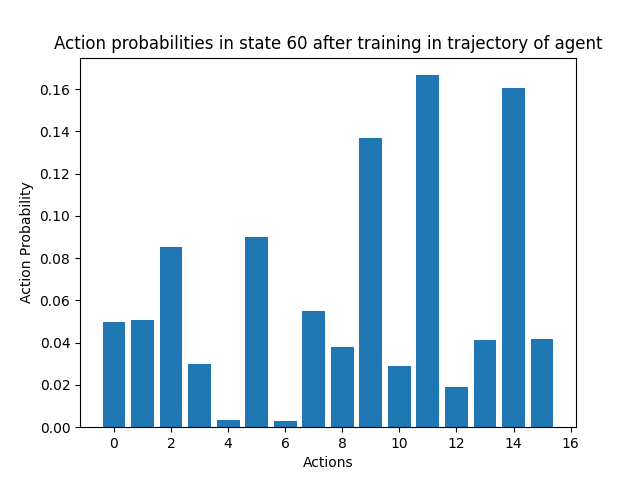 Action probabilities in state 60 after training in trajectory of agent
0.16
0.14
0.12
0.10
0.08
0.06
0.04
0.02
0.00
Action Probability
0 2 4 6 8 10 12 14 16
Actions